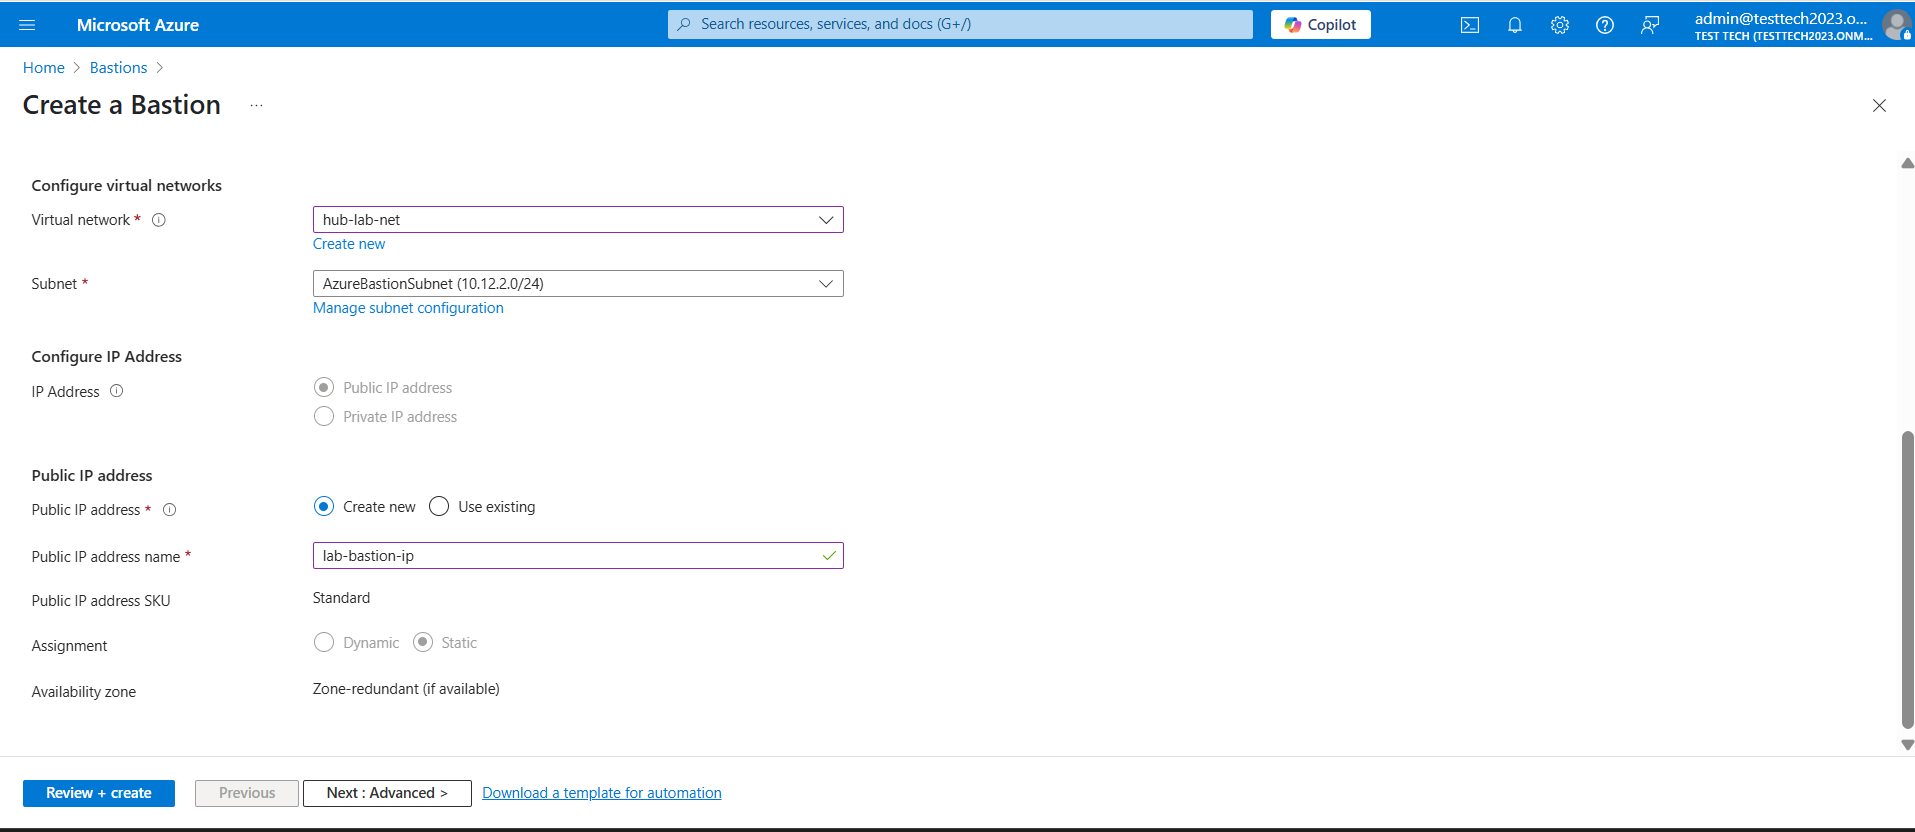 Microsoft Azure
Search resources, services, and docs (G+/)
Copilot
admin@testtech2023.o...
TEST TECH (TESTTECH2023.ONM...
Home > Bastions >
Create a Bastion ...
Configure virtual networks
Virtual network *
hub-lab-net
Create new
Subnet *
AzureBastionSubnet (10.12.2.0/24)
Manage subnet configuration
Configure IP Address
IP Address
Public IP address
Private IP address
Public IP address
Public IP address *
Create new
Use existing
Public IP address name *
lab-bastion-ip
Public IP address SKU
Standard
Assignment
Dynamic
Static
Availability zone
Zone-redundant (if available)
Review + create
Previous
Next : Advanced >
Download a template for automation